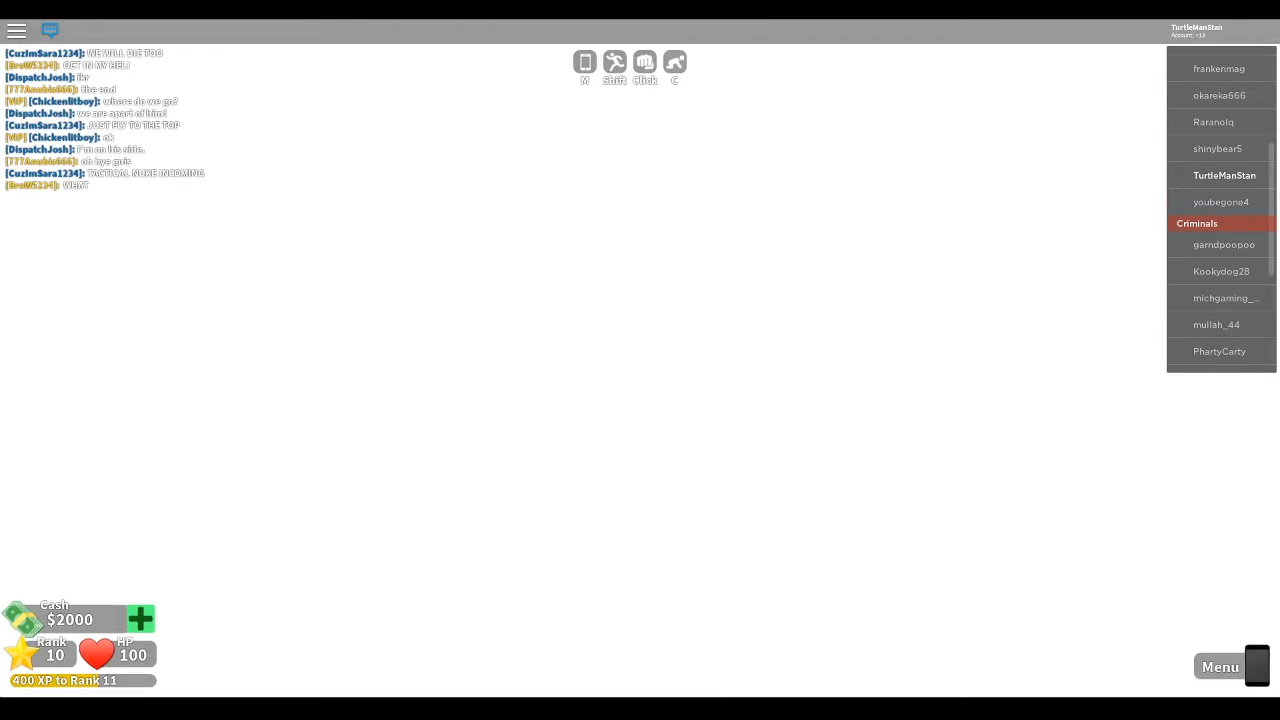 TurtleManStan
Account: <13
[CuzImSara1234]: WE WILL DIE TOO
[BroW5234]: GET IN MY HELI
[DispatchJosh]: ikr
[777Anubis666]: the end
[VIP] [Chickenlitboy]: where do we go?
[DispatchJosh]: we are apart of him!
[CuzImSara1234]: JUST FLY TO THE TOP
[VIP] [Chickenlitboy]: ok
[DispatchJosh]: I'm on his side.
[777Anubis666]: oh bye gnis
[CuzImSara1234]: TACTICAL NUKE INCOMING
[BroW5234]: WHAT
M
Shift
Click
C
frankenmag
okareka666
Raranolq
shinybear5
TurtleManStan
youbegone4
Criminals
garndpoopoo
Kookydog28
michgaming_...
mullah_44
PhartyCarty
Cash
$2000
Rank
10
HP
100
400 XP to Rank 11
Menu